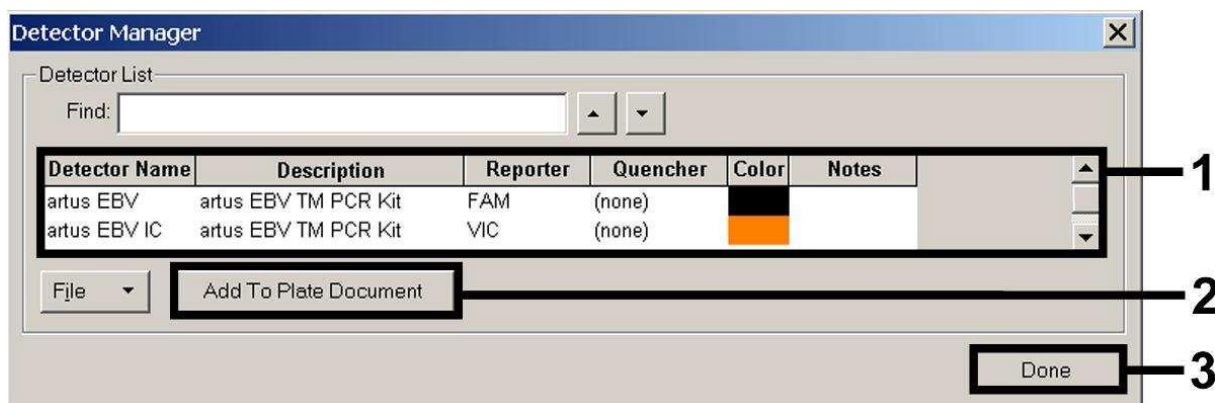 Detector Manager
Detector List
Find:
Detector Name Description Reporter Quencher Color Notes
artus EBV artus EBV TM PCR Kit FAM (none)
artus EBV IC artus EBV TM PCR Kit VIC (none)
1
File Add To Plate Document
2
Done
3